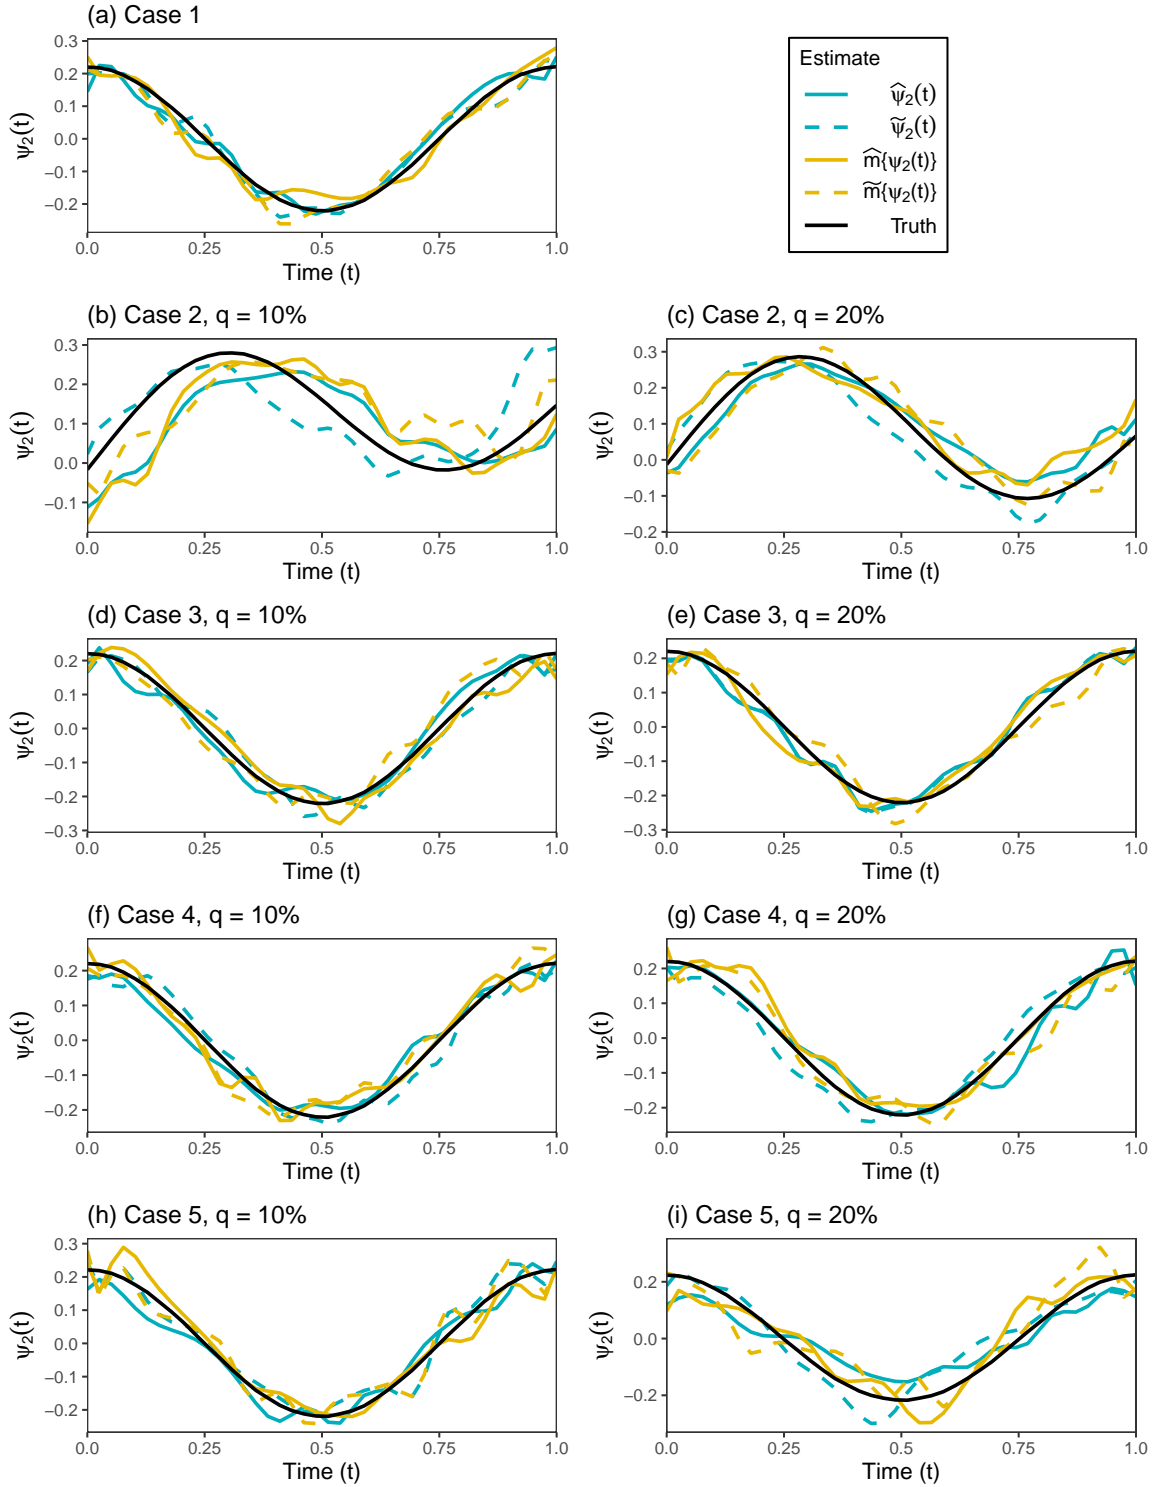 (a) Case 1
0.3
0.2
0.1
0.0
−0.1
−0.2
ψ2(t)
0.0 0.25 0.5 0.75 1.0
Time (t)
Estimate
ψ̂2(t)
ψ̃2(t)
m̂{ψ2(t)}
m̃{ψ2(t)}
Truth
(b) Case 2, q = 10%
0.3
0.2
0.1
0.0
−0.1
ψ2(t)
0.0 0.25 0.5 0.75 1.0
Time (t)
(c) Case 2, q = 20%
0.3
0.2
0.1
0.0
−0.1
−0.2
ψ2(t)
0.0 0.25 0.5 0.75 1.0
Time (t)
(d) Case 3, q = 10%
0.2
0.1
0.0
−0.1
−0.2
−0.3
ψ2(t)
0.0 0.25 0.5 0.75 1.0
Time (t)
(e) Case 3, q = 20%
0.2
0.1
0.0
−0.1
−0.2
−0.3
ψ2(t)
0.0 0.25 0.5 0.75 1.0
Time (t)
(f) Case 4, q = 10%
0.2
0.1
0.0
−0.1
−0.2
ψ2(t)
0.0 0.25 0.5 0.75 1.0
Time (t)
(g) Case 4, q = 20%
0.2
0.1
0.0
−0.1
−0.2
ψ2(t)
0.0 0.25 0.5 0.75 1.0
Time (t)
(h) Case 5, q = 10%
0.3
0.2
0.1
0.0
−0.1
−0.2
ψ2(t)
0.0 0.25 0.5 0.75 1.0
Time (t)
(i) Case 5, q = 20%
0.2
0.0
−0.2
ψ2(t)
0.0 0.25 0.5 0.75 1.0
Time (t)